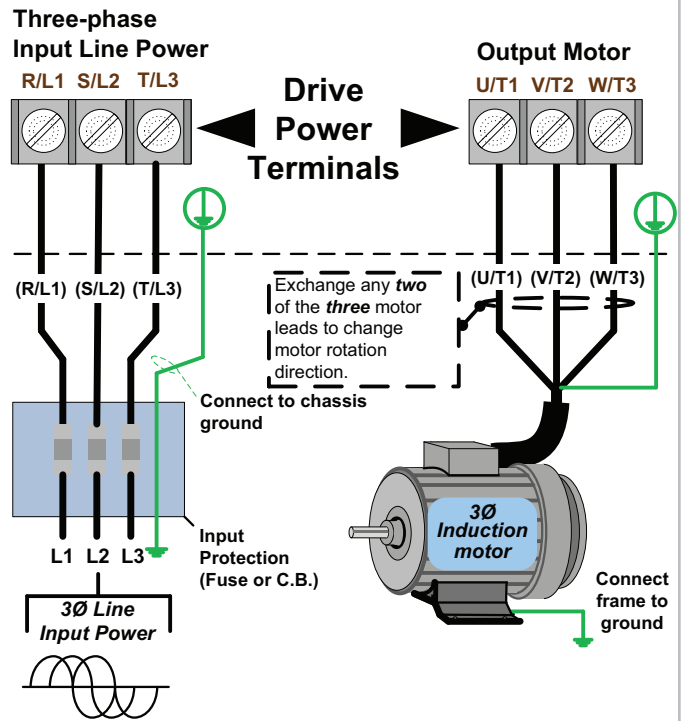 Three-phase
Input Line Power
R/L1 S/L2 T/L3
Drive
Power
Terminals
Output Motor
U/T1 V/T2 W/T3
(R/L1) (S/L2) (T/L3)
Exchange any two
of the three motor
leads to change
motor rotation
direction.
(U/T1) (V/T2) (W/T3)
Connect to chassis
ground
L1 L2 L3
Input
Protection
(Fuse or C.B.)
3Ø Line
Input Power
3Ø
Induction
motor
Connect
frame to
ground